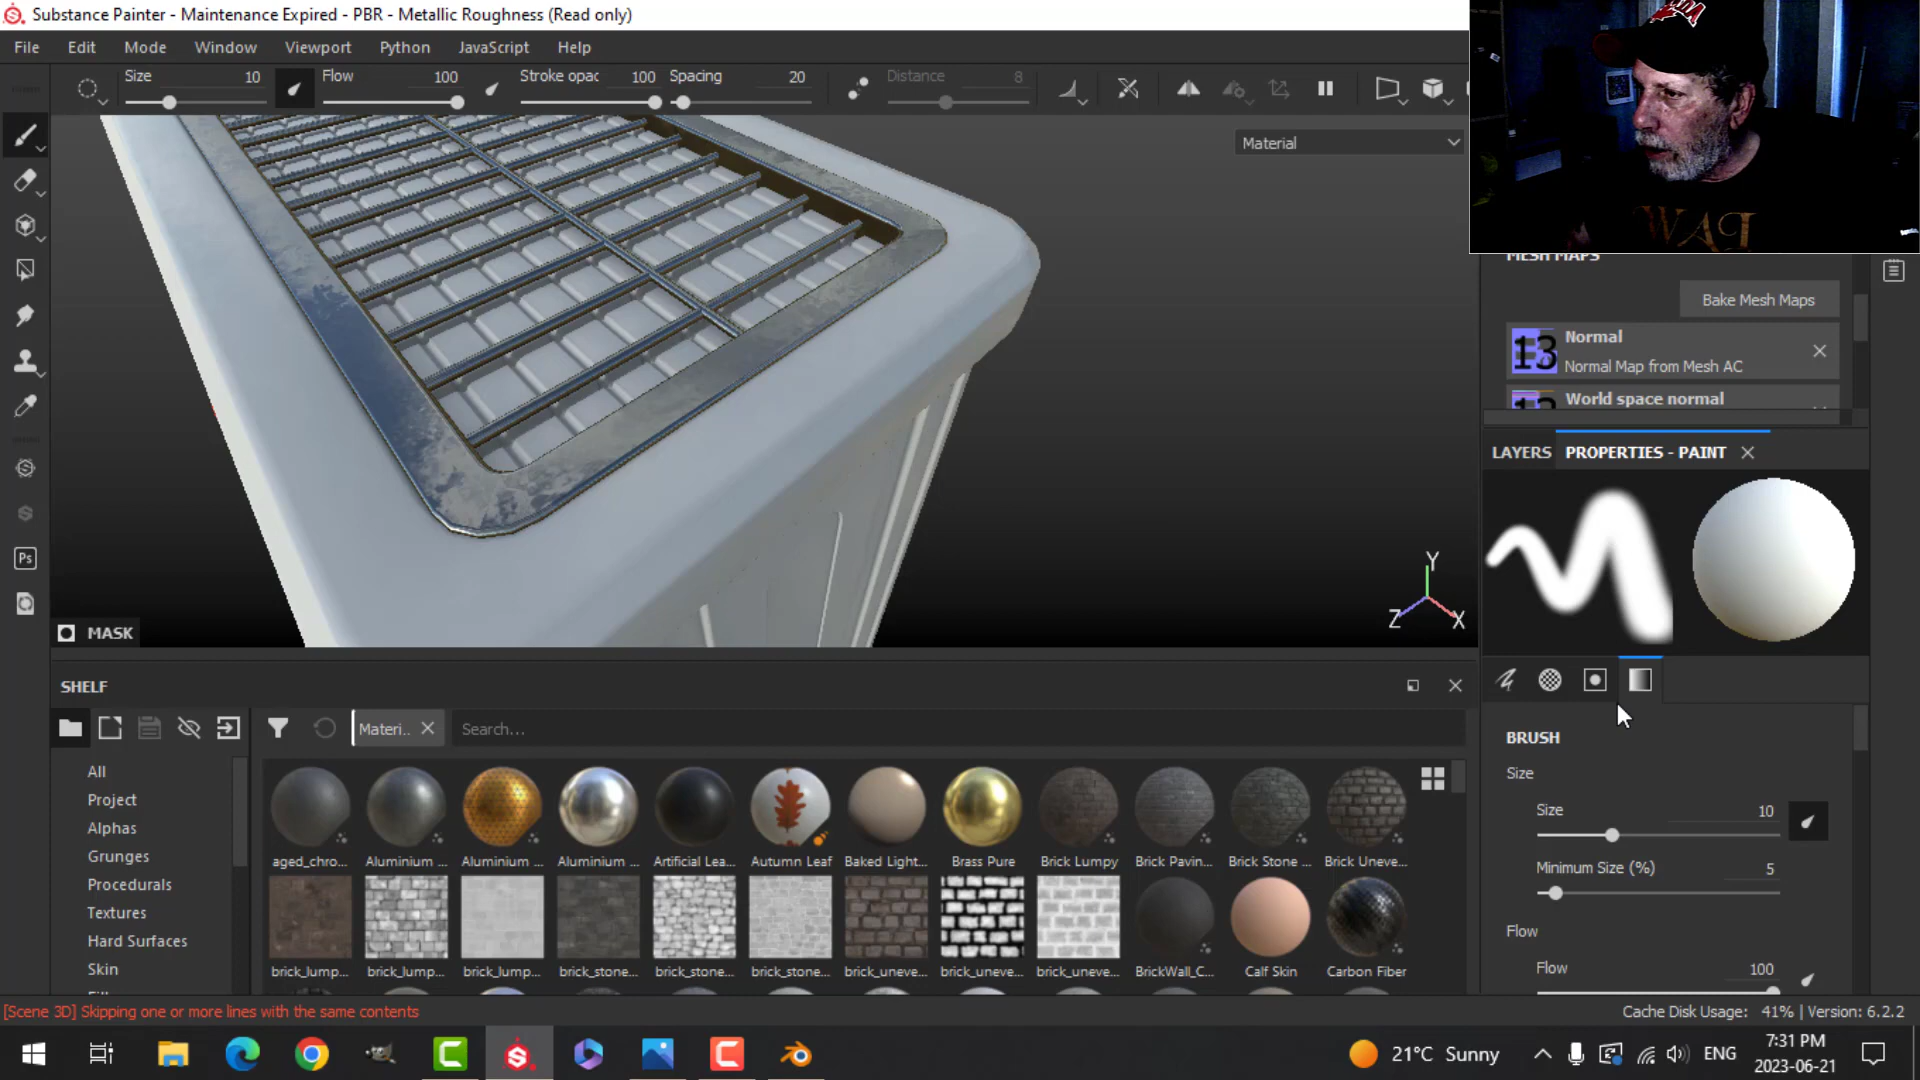 Substance Painter - Maintenance Expired - PBR - Metallic Roughness (Read only)
File Edit Mode Window Viewport Python JavaScript Help
Size 10 Flow 100 Stroke opac 100 Spacing 20 Distance 8
Material
Bake Mesh Maps
Normal
Normal Map from Mesh AC
World space normal
LAYERS PROPERTIES - PAINT
Y
Z X
MASK
SHELF
Materi.. Search...
BRUSH
Size
Size 10
Minimum Size (%) 5
Flow
Flow 100
All
Project
Alphas
Grunges
Procedurals
Textures
Hard Surfaces
Skin
aged_chro... Aluminium ... Aluminium ... Aluminium ... Artificial Lea... Autumn Leaf Baked Light... Brass Pure Brick Lumpy Brick Pavin... Brick Stone ... Brick Uneve...
brick_lump... brick_lump... brick_lump... brick_stone... brick_stone... brick_stone... brick_uneve... brick_uneve... brick_uneve... BrickWall_C... Calf Skin Carbon Fiber
[Scene 3D] Skipping one or more lines with the same contents
Cache Disk Usage: 41% | Version: 6.2.2
21°C Sunny ENG 7:31 PM
2023-06-21